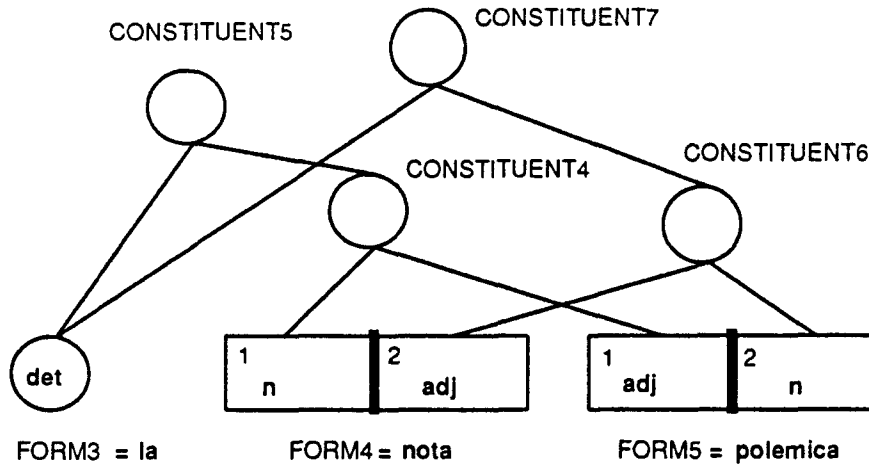 CONSTITUENT5
CONSTITUENT7
CONSTITUENT4
CONSTITUENT6
det
1
n
2
adj
1
adj
2
n
FORM3 = la
FORM4 = nota
FORM5 = polemica